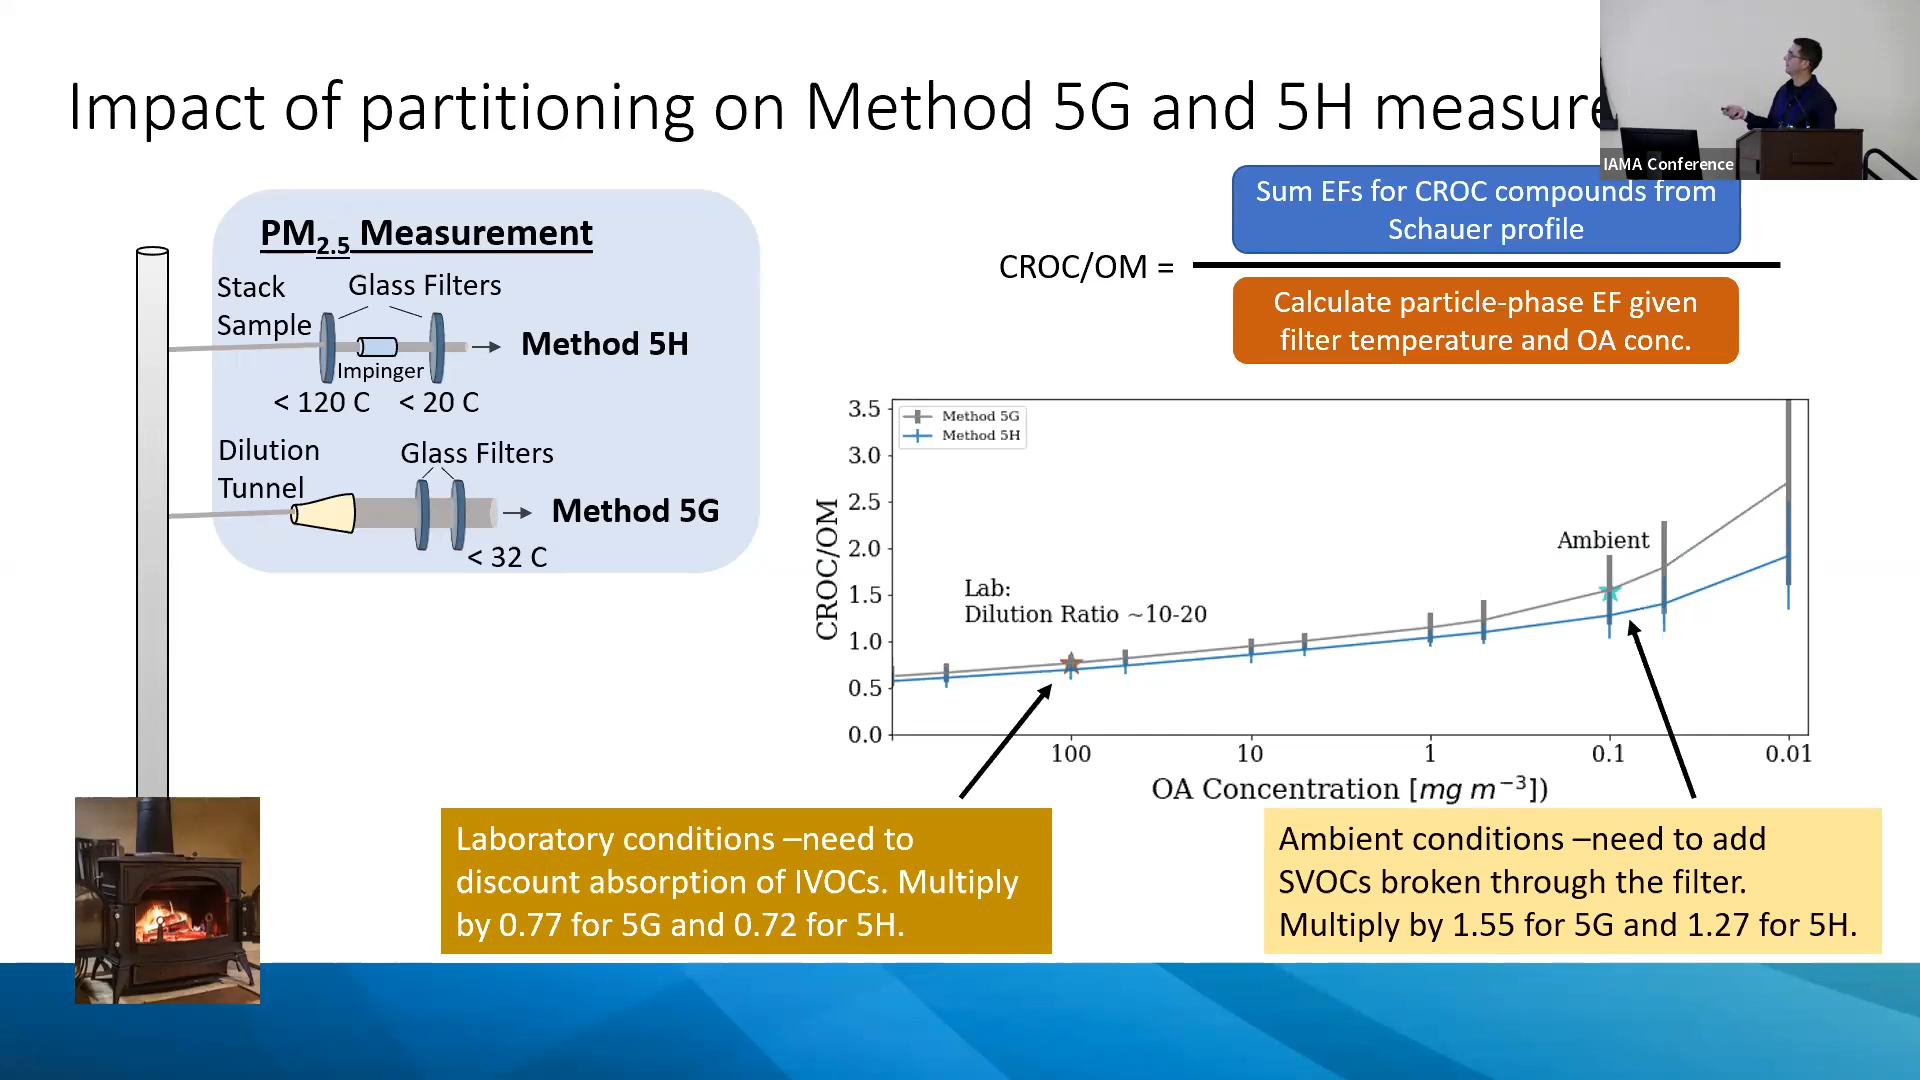 Impact of partitioning on Method 5G and 5H measure
IAMA Conference
PM2.5 Measurement
Stack
Sample
Glass Filters
Impinger
Method 5H
< 120 C
< 20 C
Dilution
Tunnel
Glass Filters
Method 5G
< 32 C
CROC/OM =
Sum EFs for CROC compounds from
Schauer profile
Calculate particle-phase EF given
filter temperature and OA conc.
Method 5G
Method 5H
3.5
3.0
2.5
2.0
1.5
1.0
0.5
0.0
CROC/OM
Lab:
Dilution Ratio ~10-20
Ambient
100
10
1
0.1
0.01
OA Concentration [mg m⁻³])
Laboratory conditions –need to
discount absorption of IVOCs. Multiply
by 0.77 for 5G and 0.72 for 5H.
Ambient conditions –need to add
SVOCs broken through the filter.
Multiply by 1.55 for 5G and 1.27 for 5H.